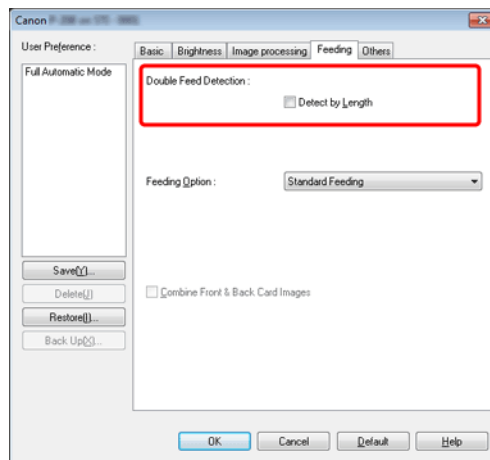 Canon
User Preference :
Basic Brightness Image processing Feeding Others
Full Automatic Mode
Double Feed Detection :
Detect by Length
Feeding Option :
Standard Feeding
Save(Y)...
Delete(J)
Restore(I)...
Back Up(X)...
Combine Front & Back Card Images
OK
Cancel
Default
Help